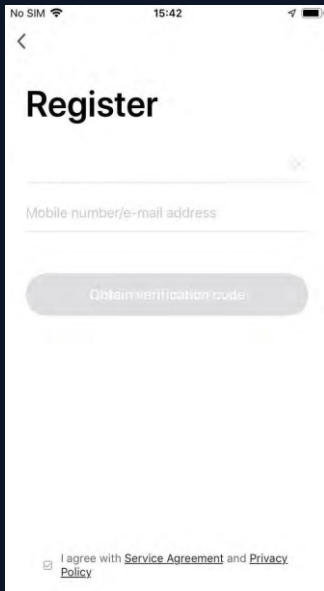 No SIM 15:42
Register
Mobile number/e-mail address
Obtain verification code
I agree with Service Agreement and Privacy
Policy